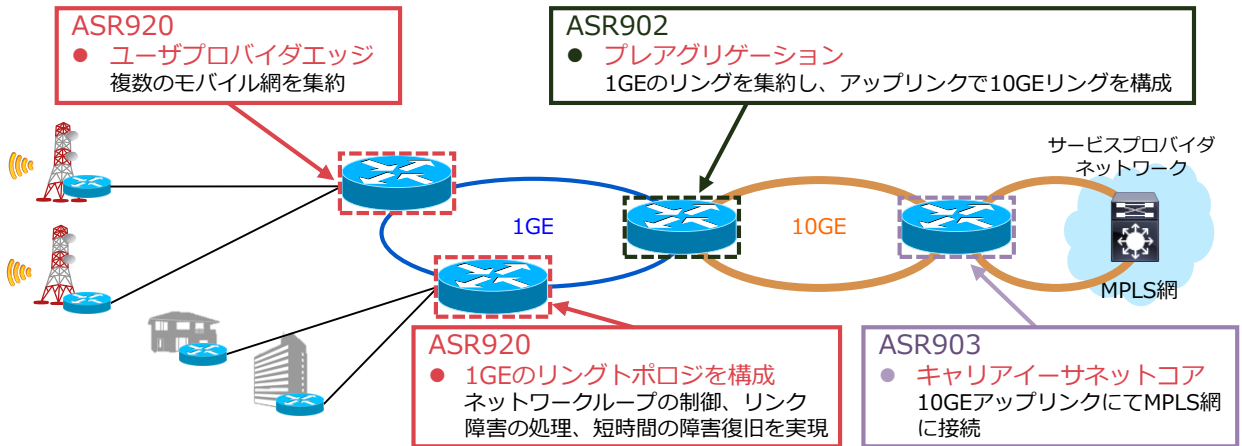 ASR920
● ユーザプロバイダエッジ
複数のモバイル網を集約
ASR902
● プレアグリゲーション
1GEのリングを集約し、アップリンクで10GEリングを構成
サービスプロバイダ
ネットワーク
1GE
10GE
MPLS網
ASR920
● 1GEのリングトポロジを構成
ネットワークループの制御、リンク
障害の処理、短時間の障害復旧を実現
ASR903
● キャリアイーサネットコア
10GEアップリンクにてMPLS網
に接続